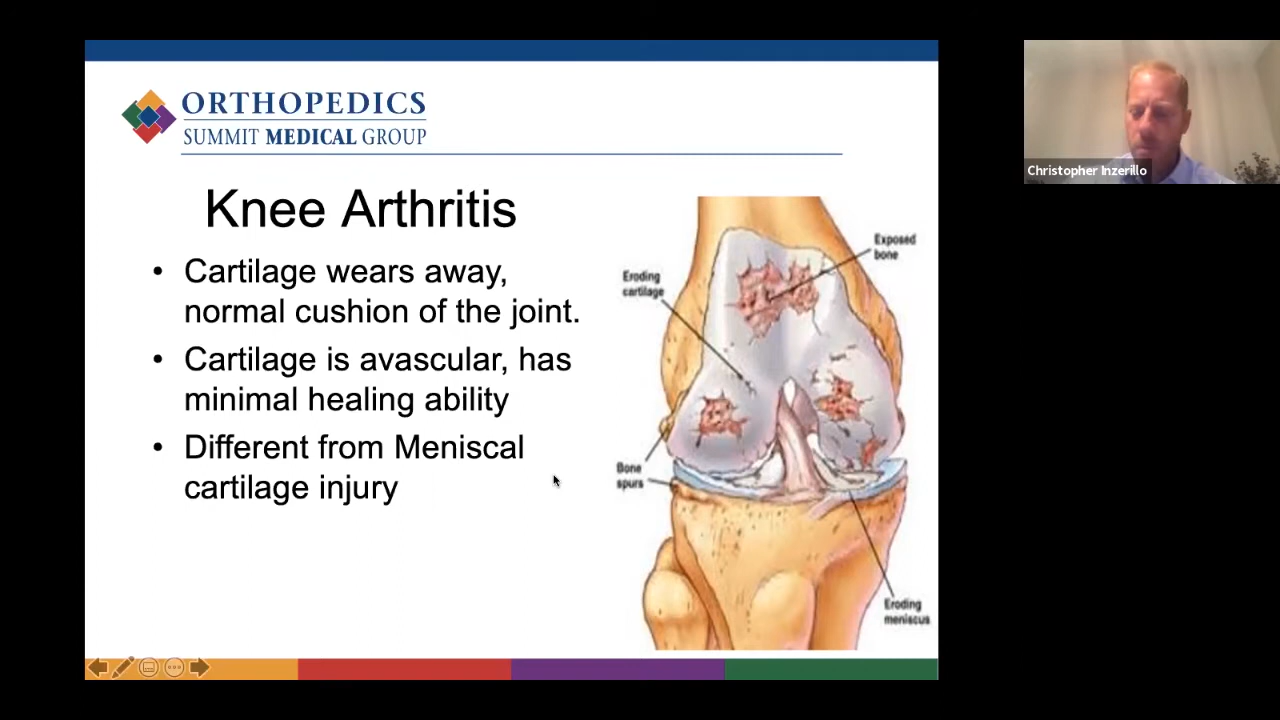 ORTHOPEDICS
SUMMIT MEDICAL GROUP
Knee Arthritis
• Cartilage wears away,
normal cushion of the joint.
• Cartilage is avascular, has
minimal healing ability
• Different from Meniscal
cartilage injury
Exposed
bone
Eroding
cartilage
Bone
spurs
Eroding
meniscus
Christopher Inzerillo